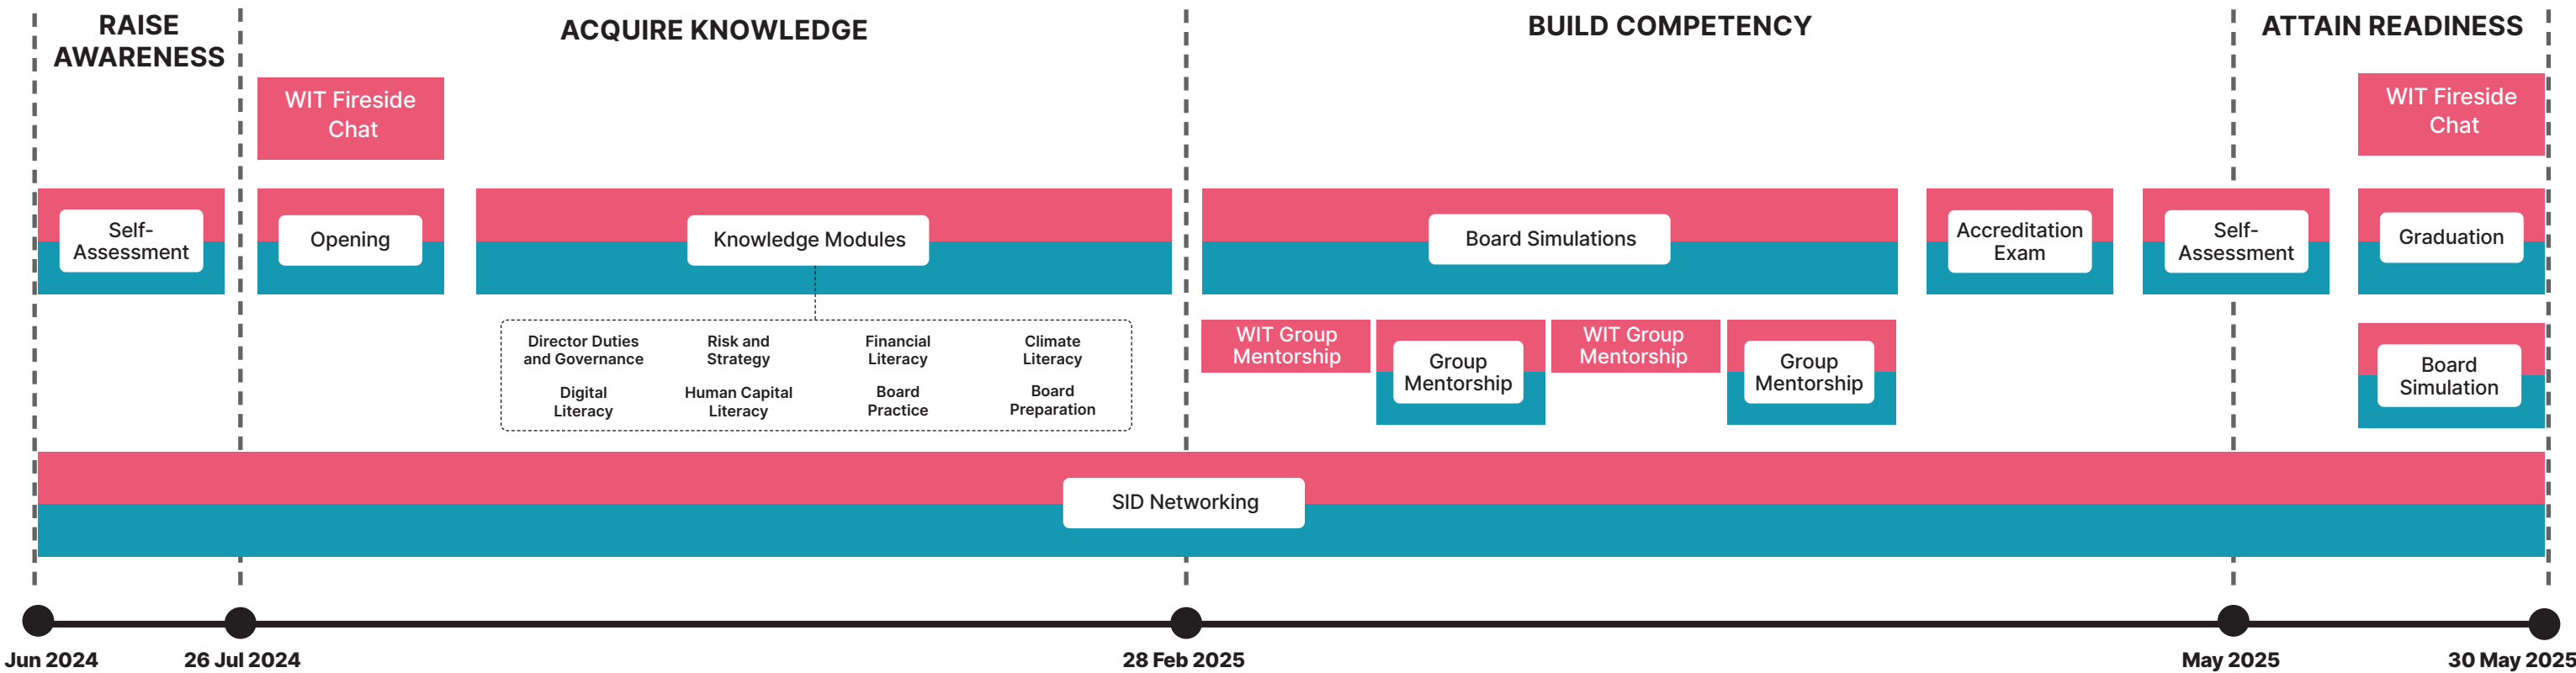 RAISE
AWARENESS
ACQUIRE KNOWLEDGE
BUILD COMPETENCY
ATTAIN READINESS
WIT Fireside
Chat
WIT Fireside
Chat
Self-
Assessment
Opening
Knowledge Modules
Board Simulations
Accreditation
Exam
Self-
Assessment
Graduation
Director Duties
and Governance
Risk and
Strategy
Financial
Literacy
Climate
Literacy
Digital
Literacy
Human Capital
Literacy
Board
Practice
Board
Preparation
WIT Group
Mentorship
Group
Mentorship
WIT Group
Mentorship
Group
Mentorship
Board
Simulation
SID Networking
Jun 2024
26 Jul 2024
28 Feb 2025
May 2025
30 May 2025